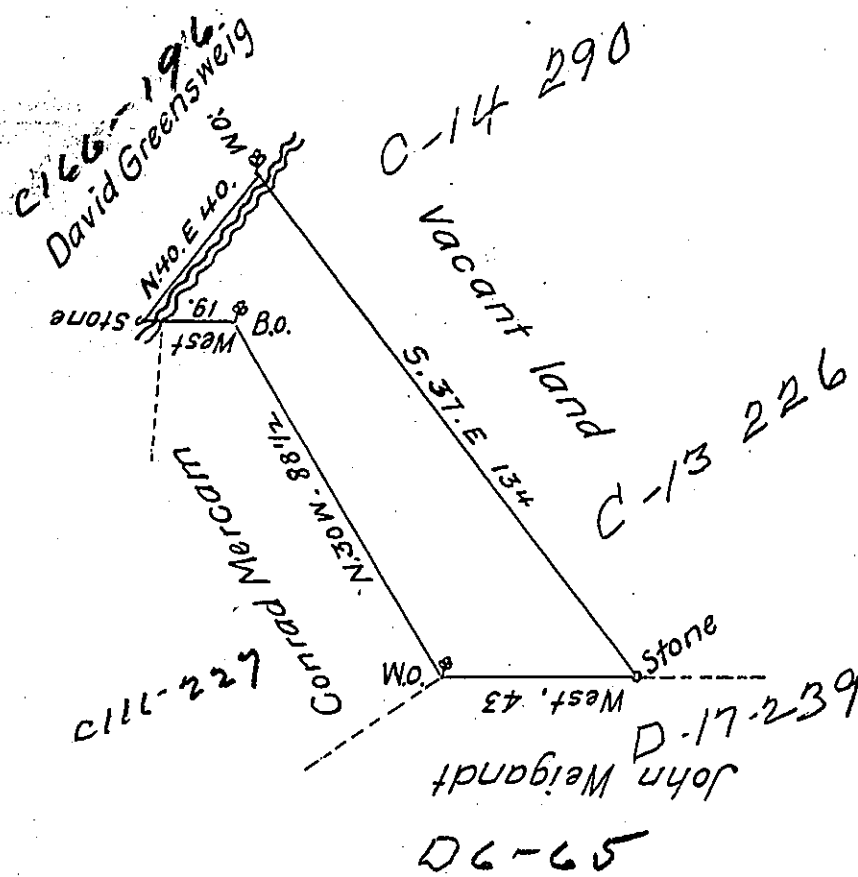 C166-196
David Greensweig
W.O.
C-14 290
N.40.E 40.
Vacant land
Stone
19.
West
B.O.
S. 37. E 134
C-13 226
N.30W. 88 1/2
Conrad Mercam
C111-227
W.O.
Stone
West. 43
D-17-239
John Weigandt
D6-65